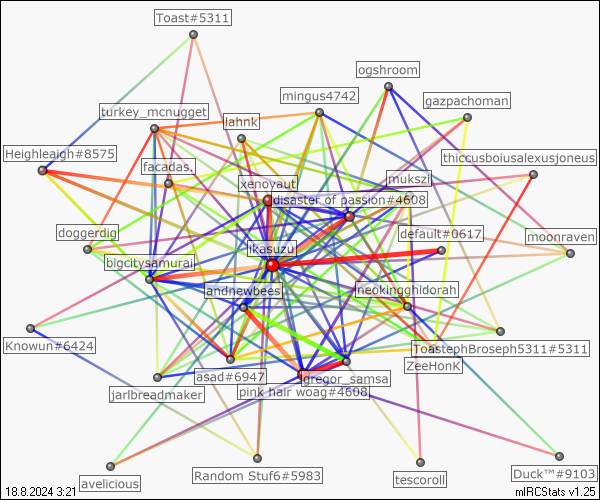 Toast#5311
ogshroom
mingus4742
gazpachoman
turkey_mcnugget
lahnk
Heighleaigh#8575
thiccusboiusalexusjoneus
facadas.
xenoyaut
mukszi
disaster of passion#4608
doggerdig
default#0617
moonraven
ikasuzu
bigcitysamurai
andnewbees
neokingghidorah
Knowun#6424
ToastephBroseph5311#5311
ZeeHonK
asad#6947
gregor_samsa
jarlbreadmaker
pink hair woag#4608
avelicious
Random Stuf6#5983
tescoroll
Duck™#9103
18.8.2024 3:21
mIRCStats v1.25